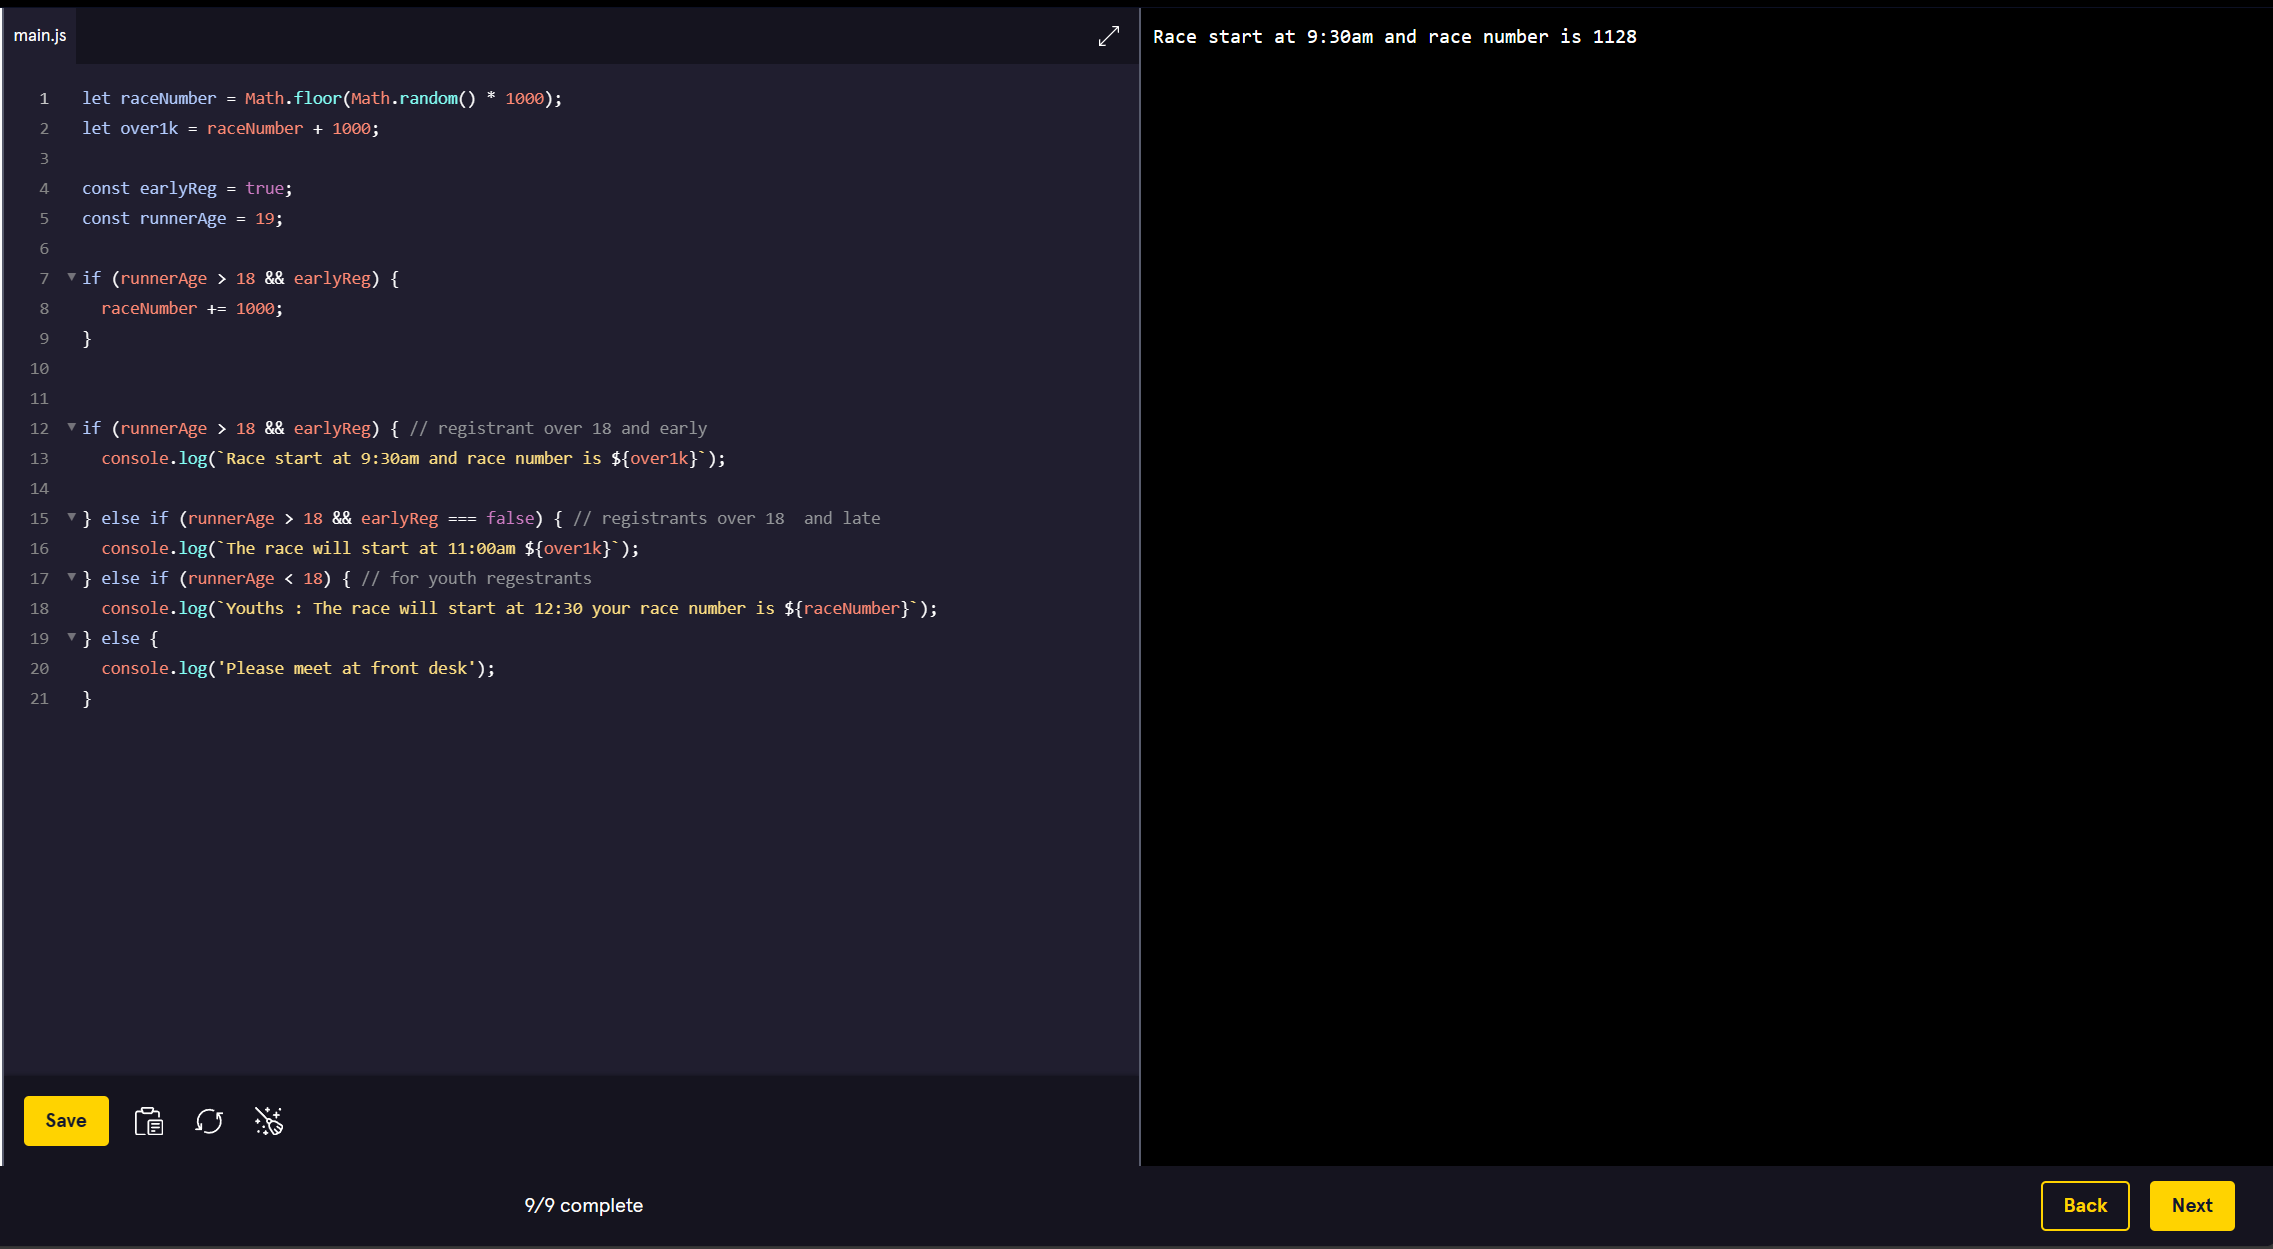 main.js
1 let raceNumber = Math.floor(Math.random() * 1000);
2 let over1k = raceNumber + 1000;
3
4 const earlyReg = true;
5 const runnerAge = 19;
6
7 if (runnerAge > 18 && earlyReg) {
8   raceNumber += 1000;
9 }
10
11
12 if (runnerAge > 18 && earlyReg) { // registrant over 18 and early
13   console.log(`Race start at 9:30am and race number is ${over1k}`);
14
15 } else if (runnerAge > 18 && earlyReg === false) { // registrants over 18  and late
16   console.log(`The race will start at 11:00am ${over1k}`);
17 } else if (runnerAge < 18) { // for youth regestrants
18   console.log(`Youths : The race will start at 12:30 your race number is ${raceNumber}`);
19 } else {
20   console.log('Please meet at front desk');
21 }
Race start at 9:30am and race number is 1128
Save
9/9 complete
Back
Next